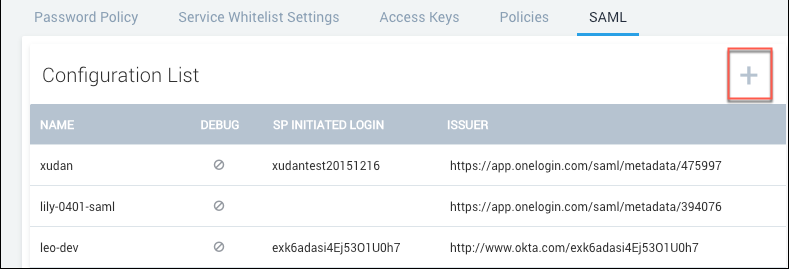 Password Policy Service Whitelist Settings Access Keys Policies SAML
Configuration List
NAME DEBUG SP INITIATED LOGIN ISSUER
xudan xudantest20151216 https://app.onelogin.com/saml/metadata/475997
lily-0401-saml https://app.onelogin.com/saml/metadata/394076
leo-dev exk6adasi4Ej53O1U0h7 http://www.okta.com/exk6adasi4Ej53O1U0h7